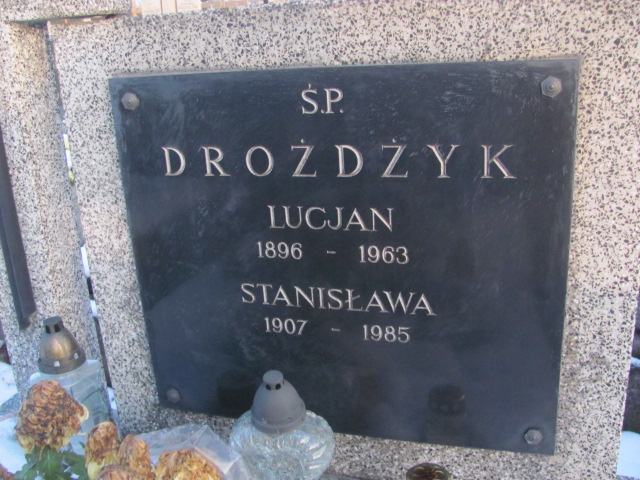 Ś.P.
DROŻDŻYK
LUCJAN
1896 - 1963
STANISŁAWA
1907 - 1985